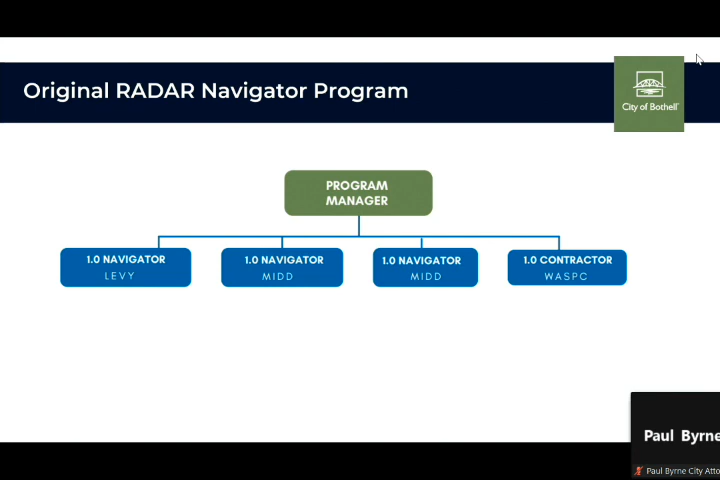 Original RADAR Navigator Program
City of Bothell
PROGRAM
MANAGER
1.0 NAVIGATOR
LEVY
1.0 NAVIGATOR
MIDD
1.0 NAVIGATOR
MIDD
1.0 CONTRACTOR
WASPC
Paul Byrne
Paul Byrne City Atto